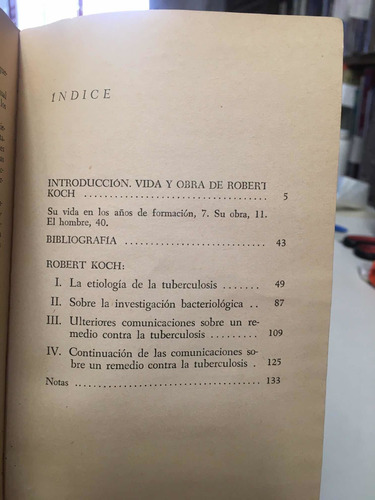 INDICE
INTRODUCCIÓN. VIDA Y OBRA DE ROBERT
KOCH . . . . . . . . . . . . . . . . . . . . . . . . . . . . 5
Su vida en los años de formación, 7. Su obra, 11.
El hombre, 40.
BIBLIOGRAFIA . . . . . . . . . . . . . . . . . . . . 43
ROBERT KOCH:
I. La etiología de la tuberculosis . . . . . . . 49
II. Sobre la investigación bacteriológica . . 87
III. Ulteriores comunicaciones sobre un re-
medio contra la tuberculosis . . . . . . . . 109
IV. Continuación de las comunicaciones so-
bre un remedio contra la tuberculosis . 125
Notas . . . . . . . . . . . . . . . . . . . . . . . . . 133